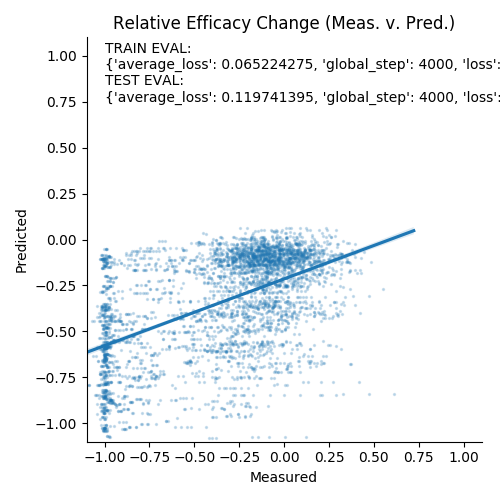 Relative Efficacy Change (Meas. v. Pred.)
TRAIN EVAL:
{'average_loss': 0.065224275, 'global_step': 4000, 'loss':
TEST EVAL:
{'average_loss': 0.119741395, 'global_step': 4000, 'loss':
1.00
0.75
0.50
0.25
0.00
−0.25
−0.50
−0.75
−1.00
Predicted
−1.00 −0.75 −0.50 −0.25 0.00 0.25 0.50 0.75 1.00
Measured